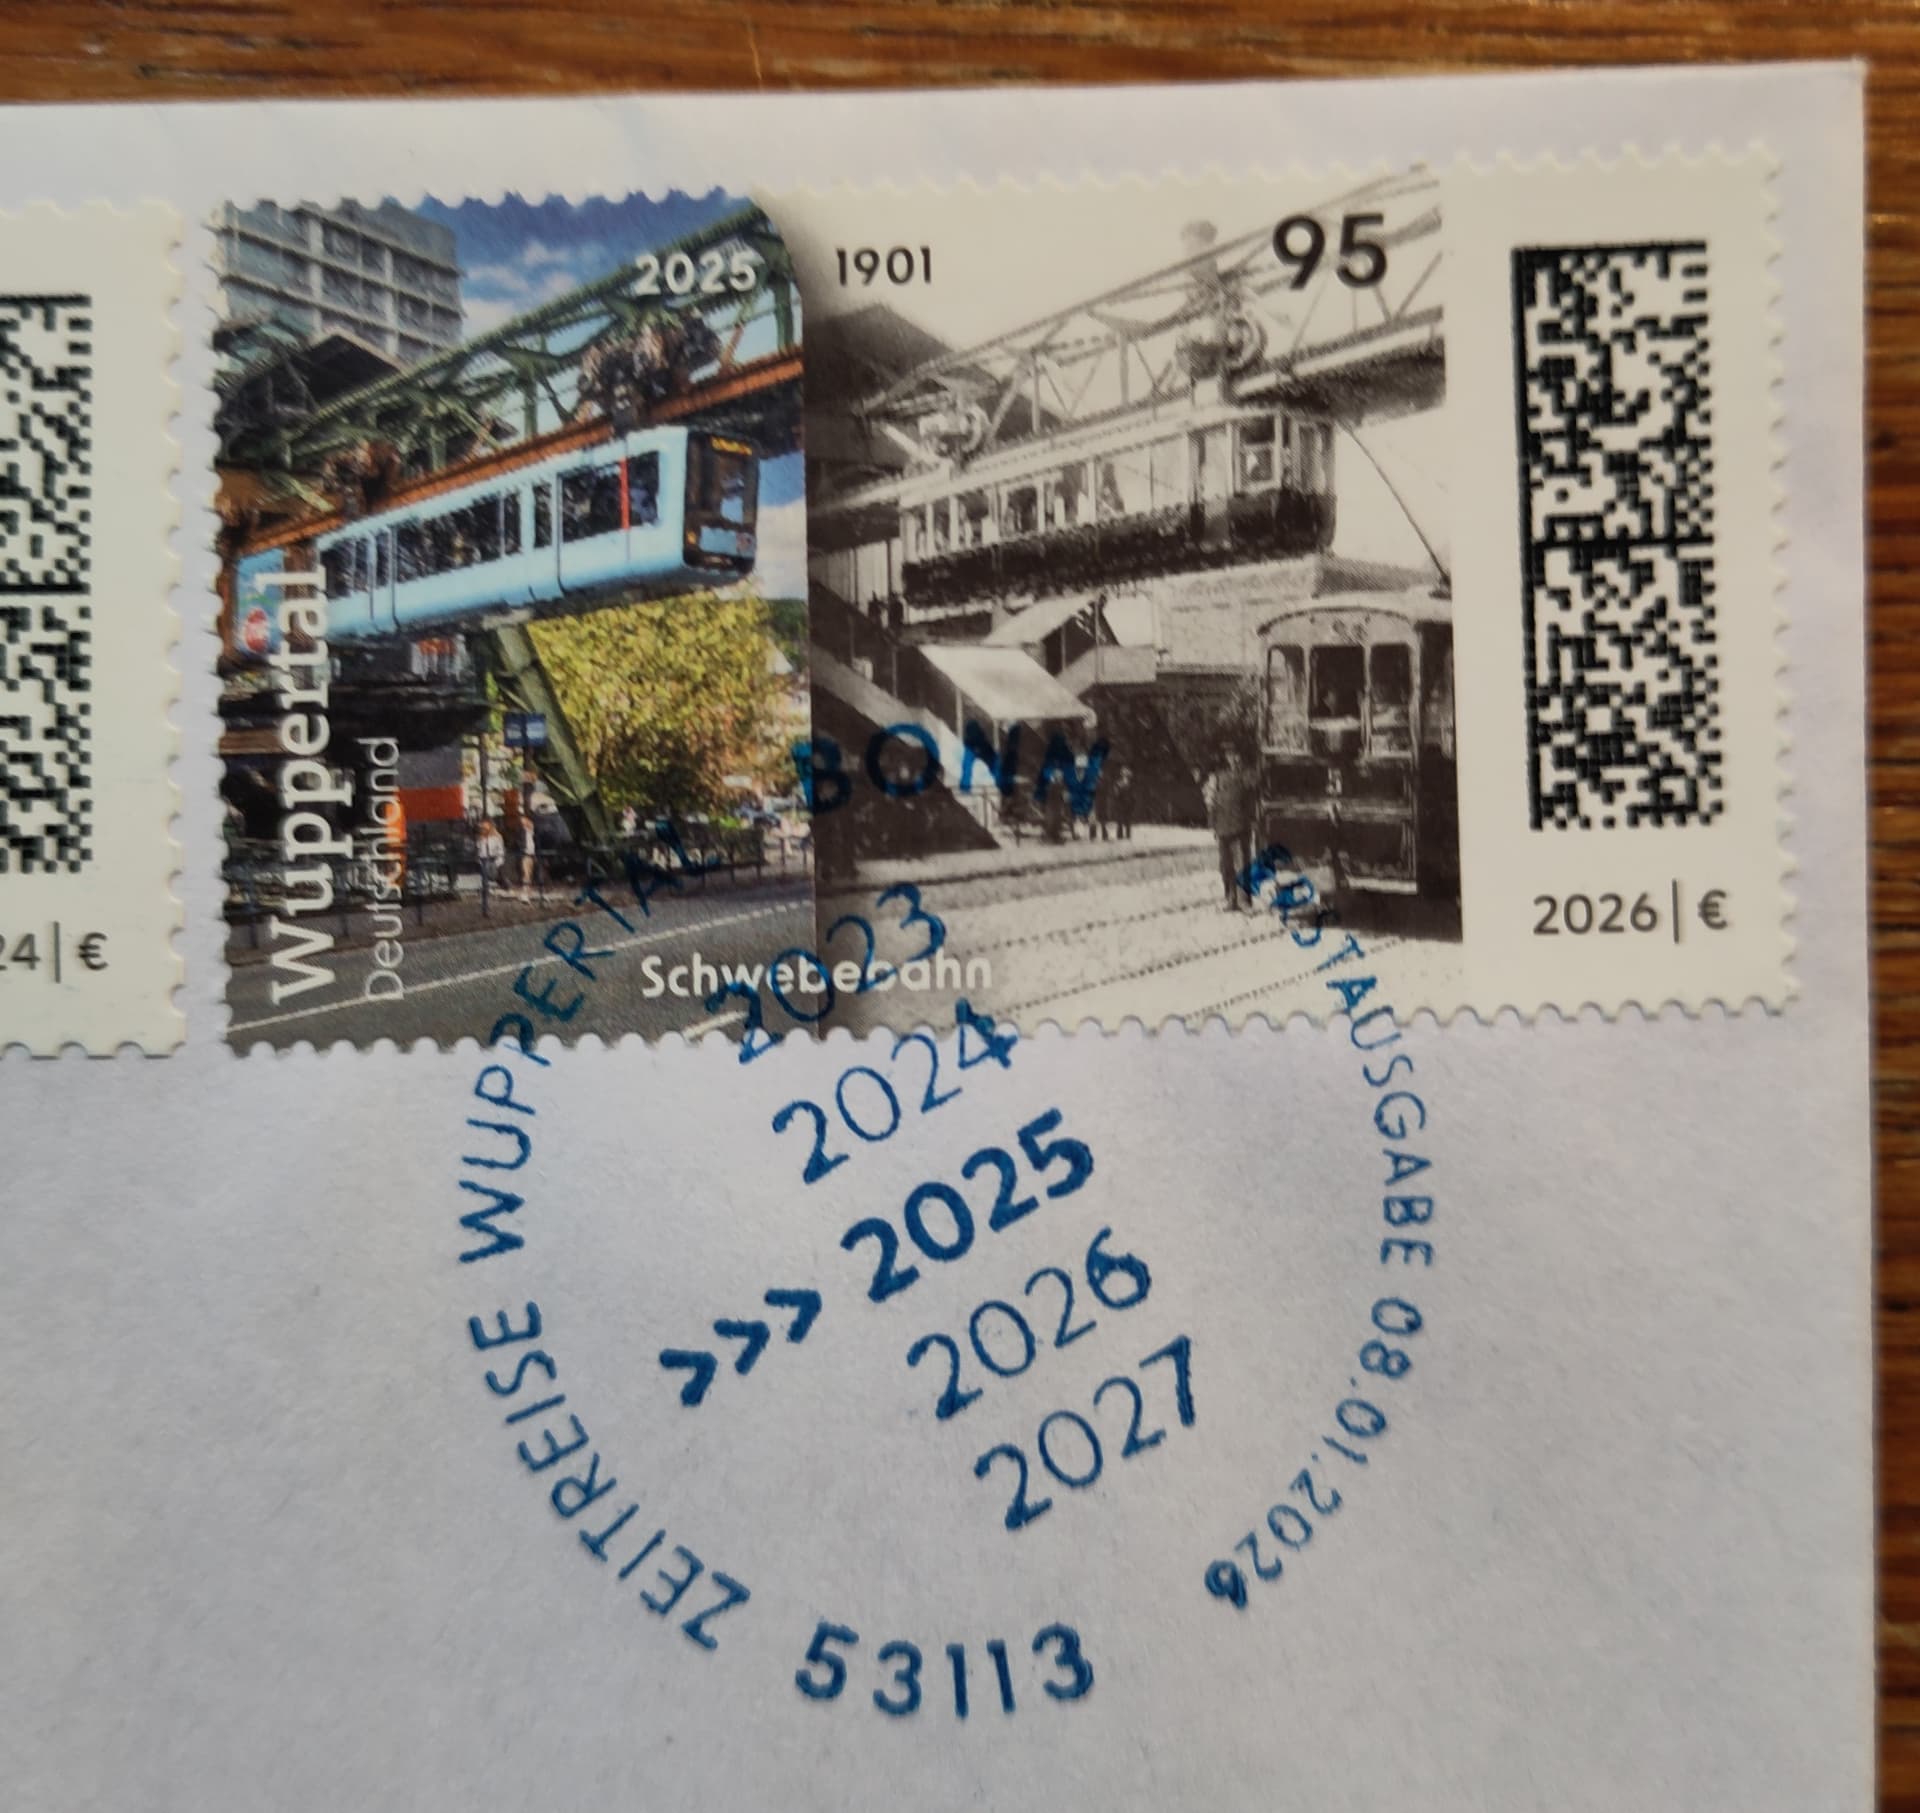 24|€
2025
1901
95
Wuppertal
Deutschland
Schwebebahn
2026|€
BONN
ZEITREISE WUPPERTAL
ERSTAUSGABE 08.01.2026
2023
2024
>>> 2025
2026
2027
53113